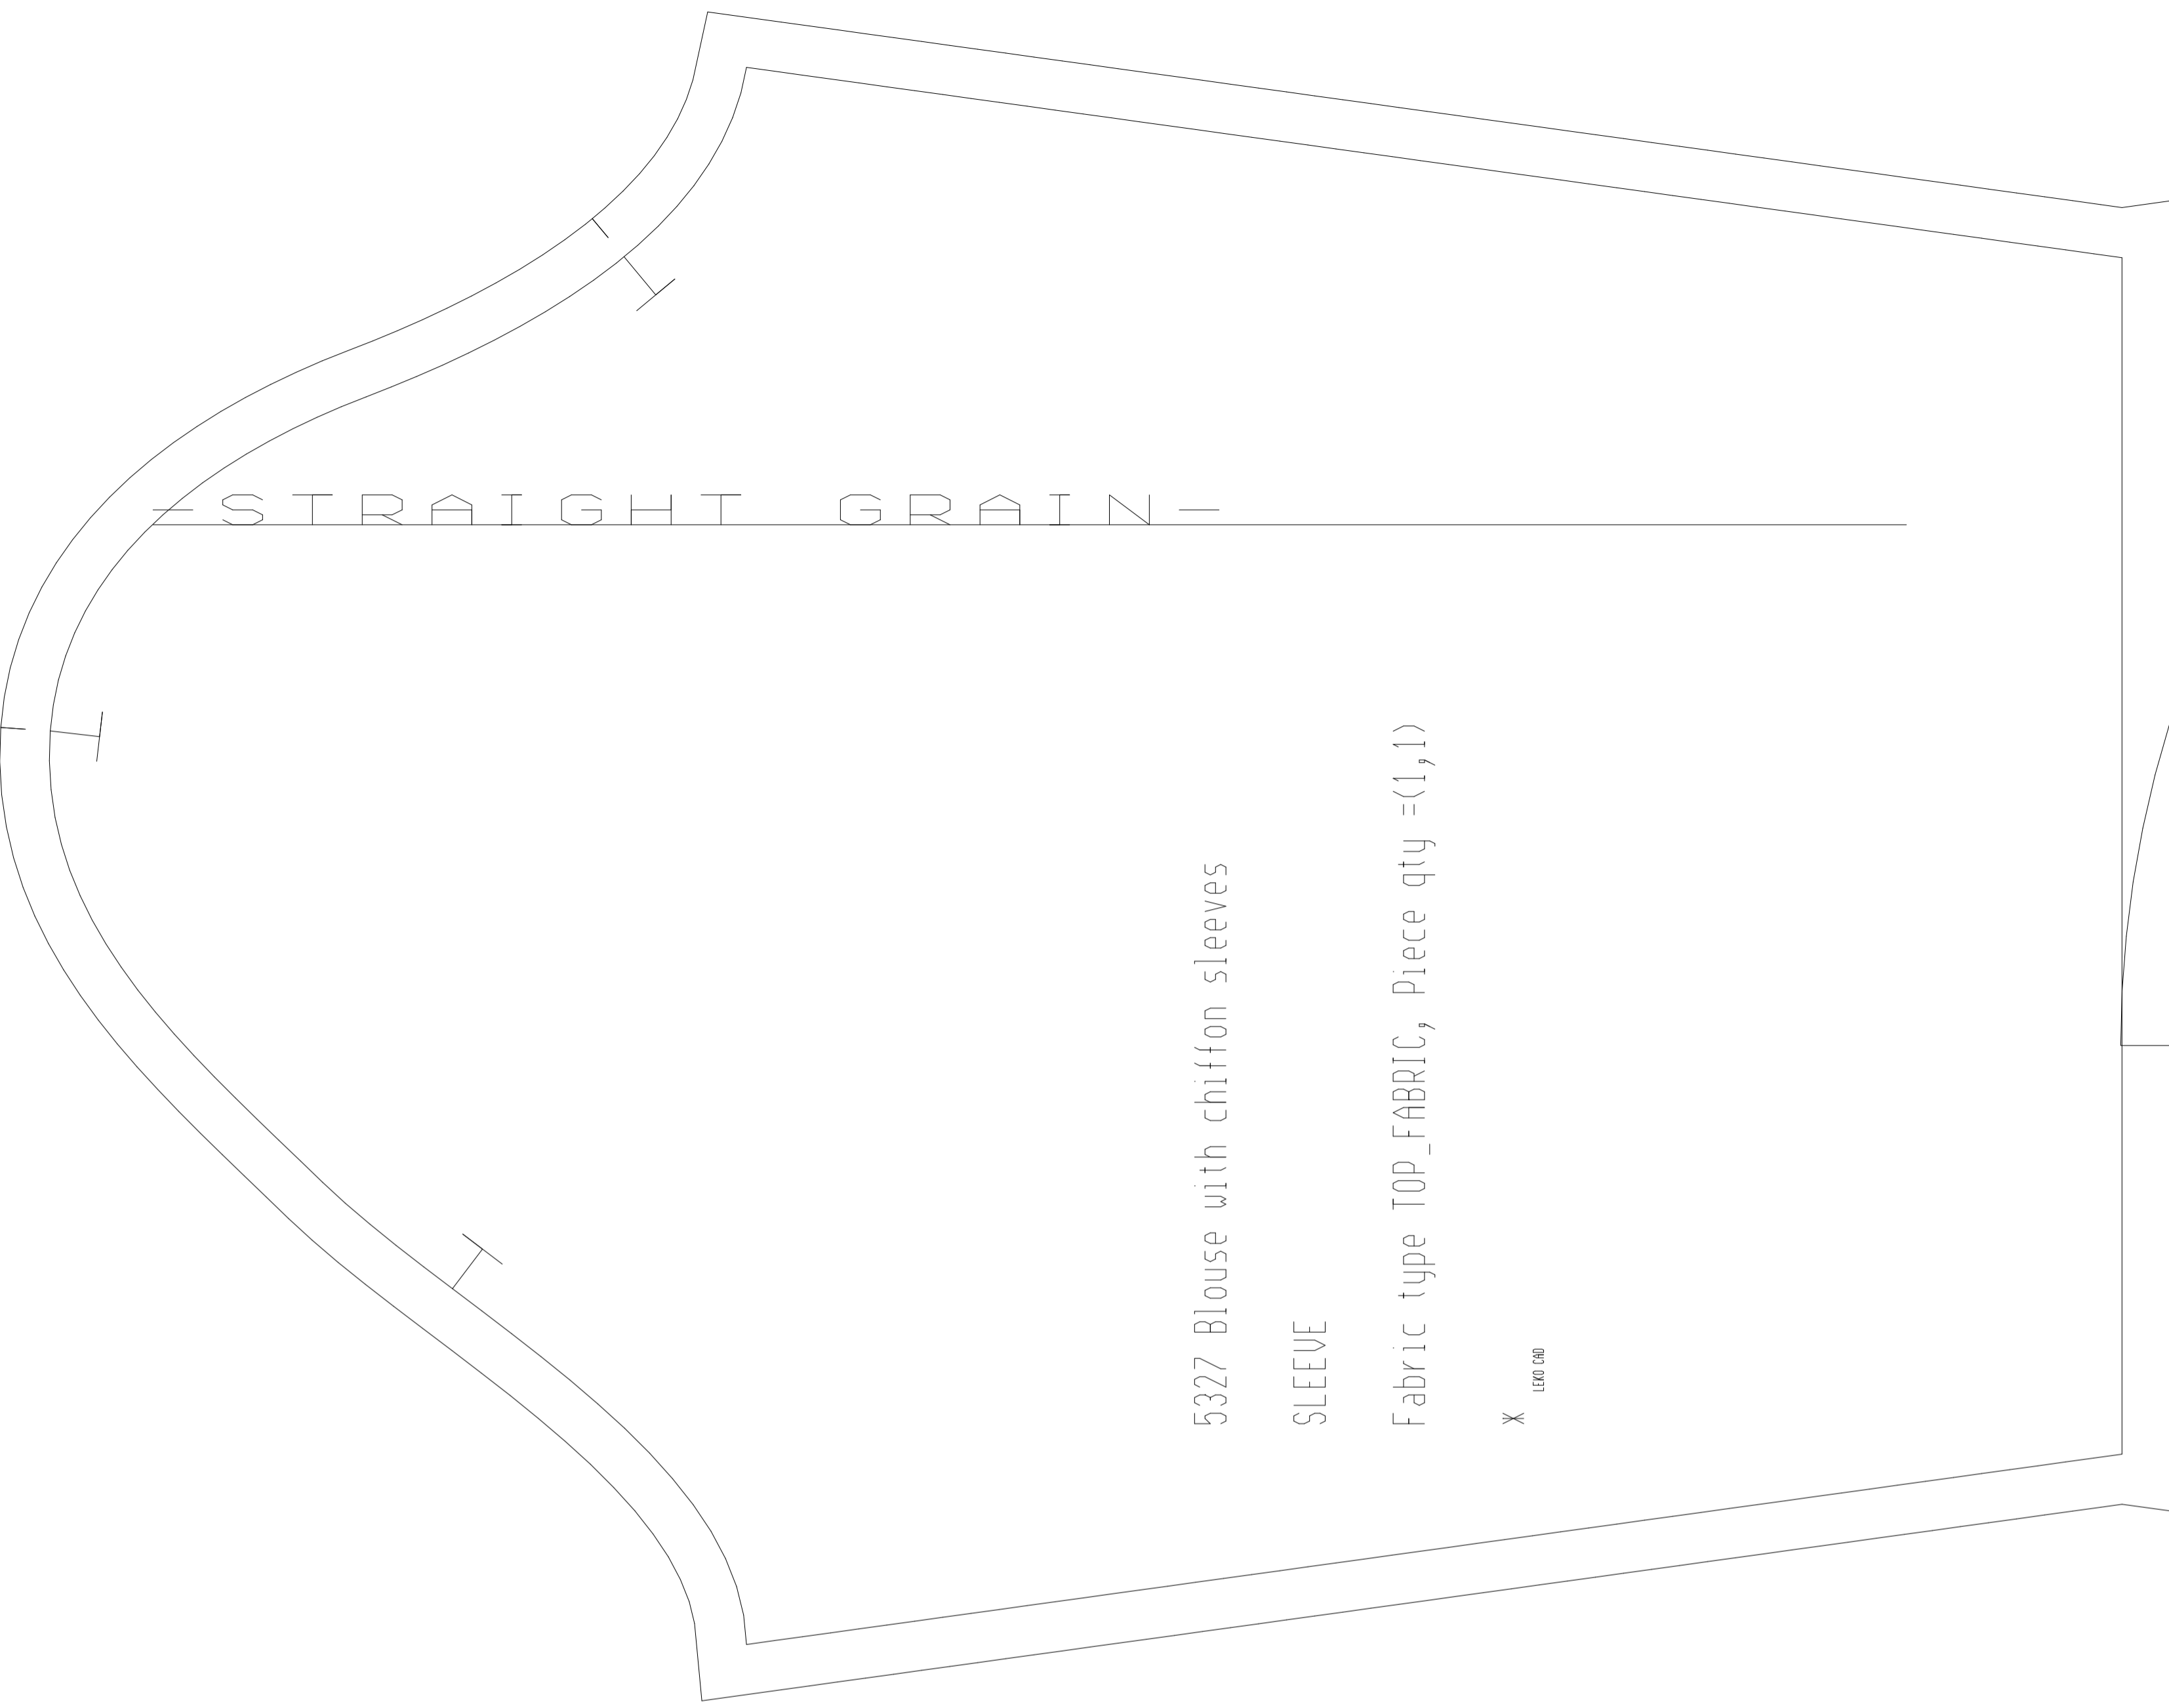 -STRAIGHT GRAIN-
5327 Blouse with chiffon sleeves
SLEEVE
Fabric type TOP_FABRIC, Piece qty =(1,1)
X LEKO CAD